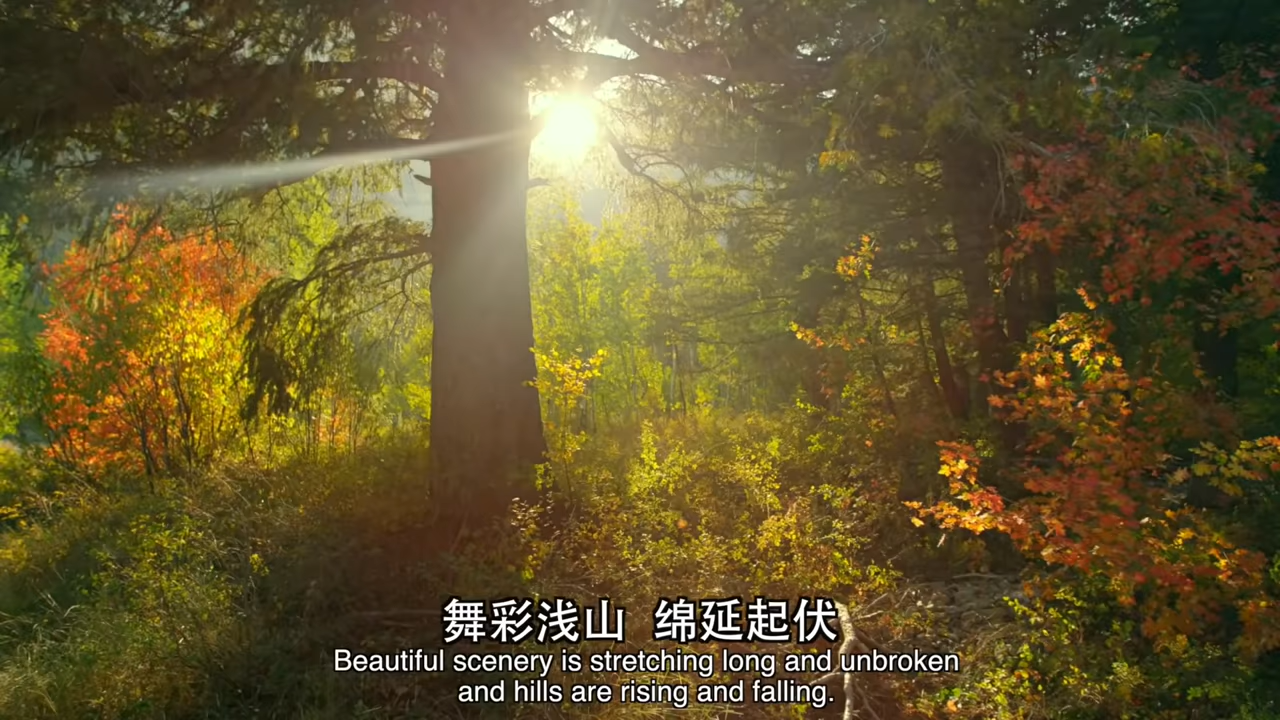 舞彩浅山 绵延起伏
Beautiful scenery is stretching long and unbroken
and hills are rising and falling.